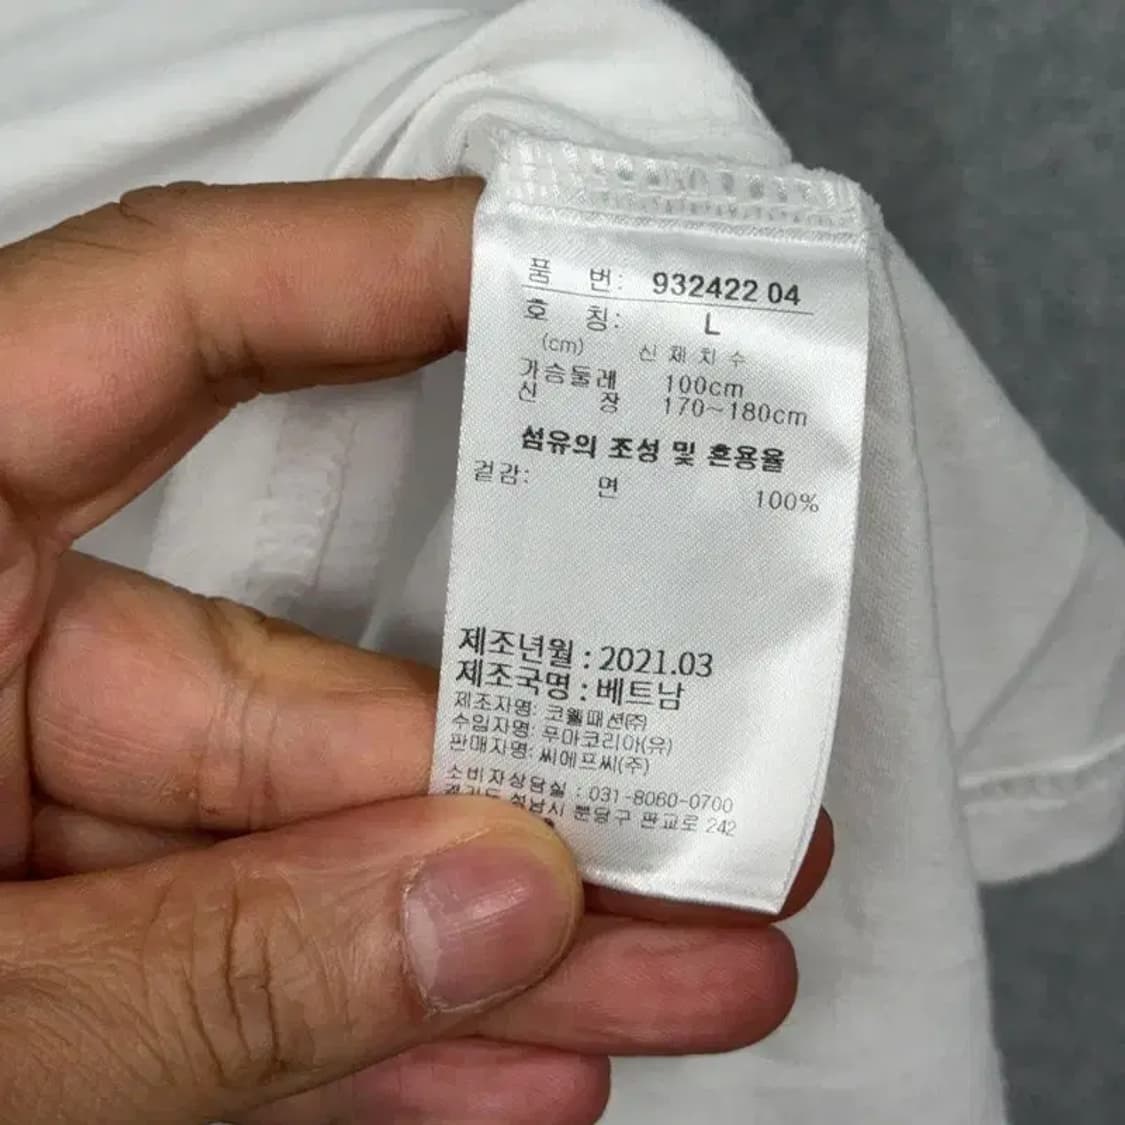 품 번: 932422 04
호 칭: L
(cm) 신체치수
가슴둘레 100cm
신 장 170~180cm
섬유의 조성 및 혼용율
겉감: 면 100%
제조년월 : 2021.03
제조국명 : 베트남
제조자명: 코웰패션(주)
수입자명: 푸마코리아(유)
판매자명: 씨에프씨(주)
소비자상담실 : 031-8060-0700
경기도 성남시 분당구 판교로 242